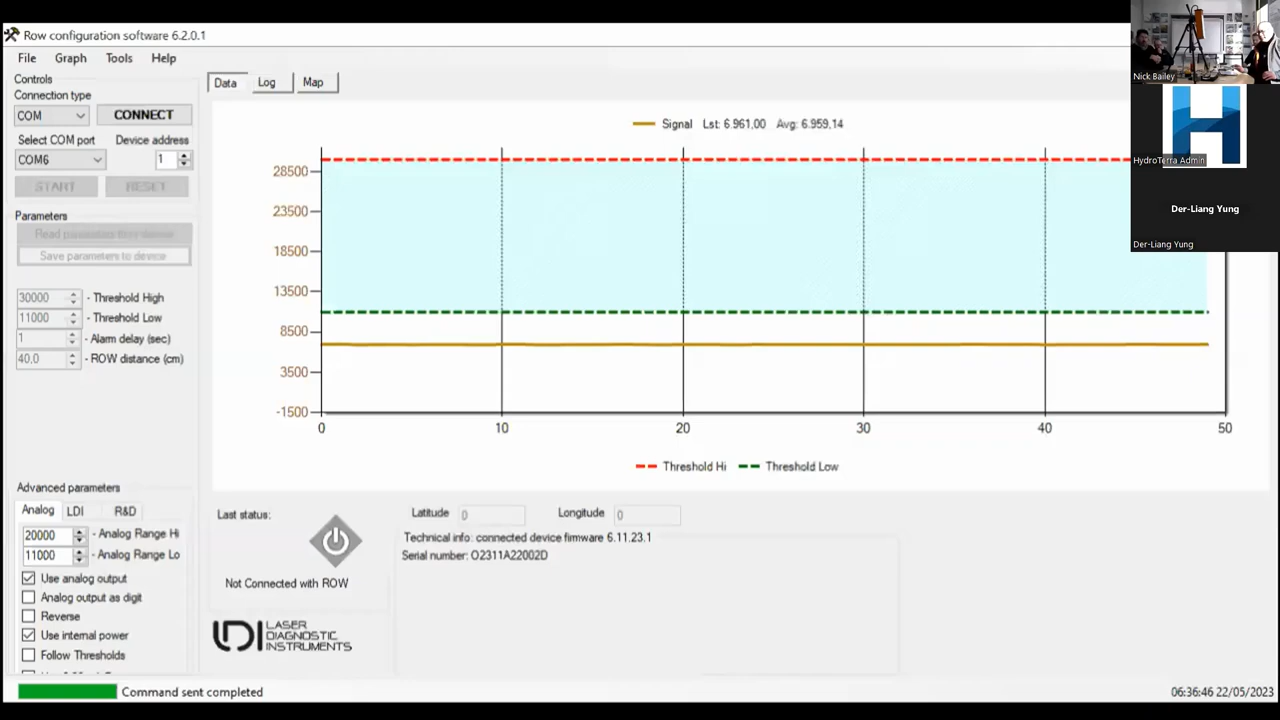 Row configuration software 6.2.0.1
File Graph Tools Help
Controls
Connection type
COM CONNECT
Select COM port Device address
COM6 1
START RESET
Parameters
Read parameters from device
Save parameters to device
30000 - Threshold High
11000 - Threshold Low
1 - Alarm delay (sec)
40,0 - ROW distance (cm)
Advanced parameters
Analog LDI R&D
20000 - Analog Range Hi
11000 - Analog Range Lo
Use analog output
Analog output as digit
Reverse
Use internal power
Follow Thresholds
Data Log Map
Signal Lst: 6.961,00 Avg: 6.959,14
28500
23500
18500
13500
8500
3500
-1500
0 10 20 30 40 50
Threshold Hi Threshold Low
Last status:
Not Connected with ROW
LDI LASER
DIAGNOSTIC
INSTRUMENTS
Latitude 0 Longitude 0
Technical info: connected device fimware 6.11.23.1
Serial number: O2311A22002D
Command sent completed
06:36:46 22/05/2023
Nick Bailey
HydroTerra Admin
Der-Liang Yung
Der-Liang Yung